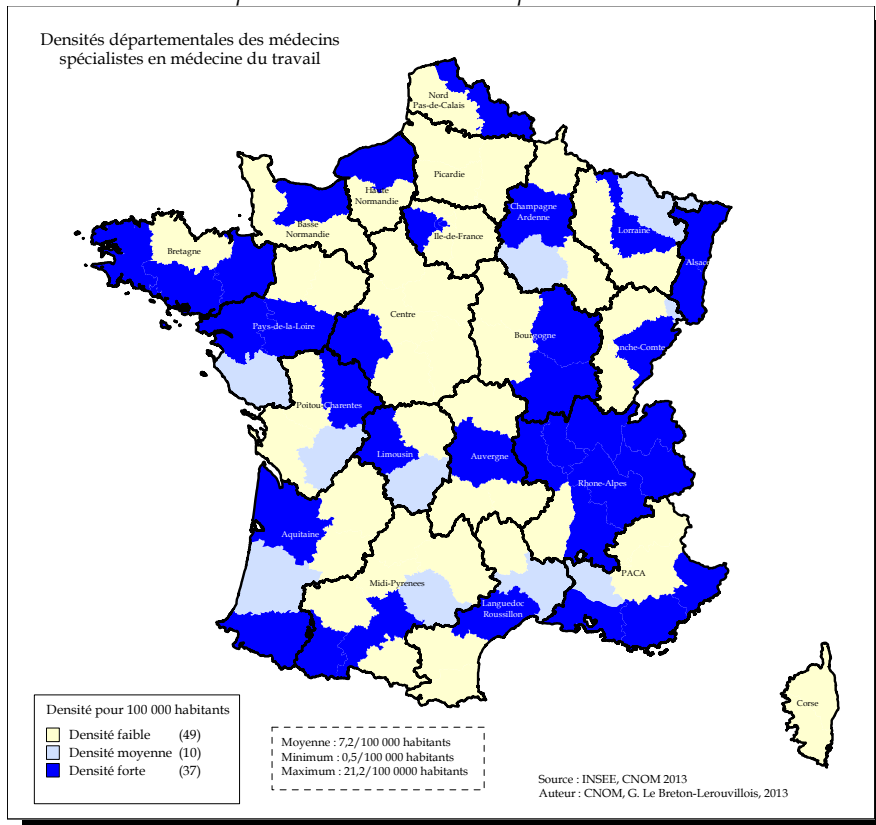 Densités départementales des médecins
spécialistes en médecine du travail
Nord
Pas-de-Calais
Picardie
Haute
Normandie
Basse
Normandie
Ile-de-France
Champagne
Ardenne
Lorraine
Alsace
Bretagne
Pays-de-la-Loire
Centre
Bourgogne
nche-Comte
Poitou-Charentes
Limousin
Auvergne
Rhone-Alpes
Aquitaine
Midi-Pyrenees
Languedoc
Roussillon
PACA
Corse
Densité pour 100 000 habitants
Densité faible (49)
Densité moyenne (10)
Densité forte (37)
Moyenne : 7,2/100 000 habitants
Minimum : 0,5/100 000 habitants
Maximum : 21,2/100 0000 habitants
Source : INSEE, CNOM 2013
Auteur : CNOM, G. Le Breton-Lerouvillois, 2013